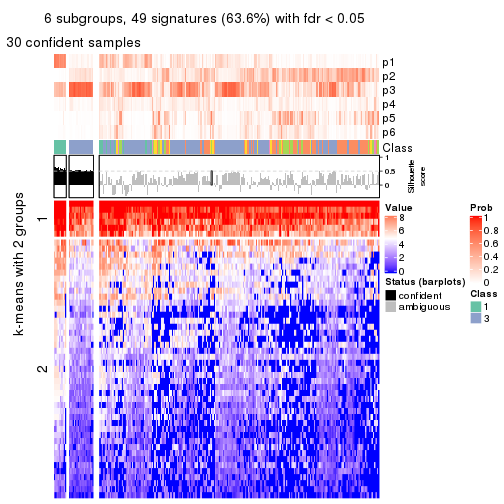 6 subgroups, 49 signatures (63.6%) with fdr < 0.05
30 confident samples
p1
p2
p3
p4
p5
p6
Class
1
0.5
0
Silhouette
score
k-means with 2 groups
1
2
Value
8
6
4
2
0
Status (barplots)
confident
ambiguous
Prob
1
0.8
0.6
0.4
0.2
0
Class
1
3